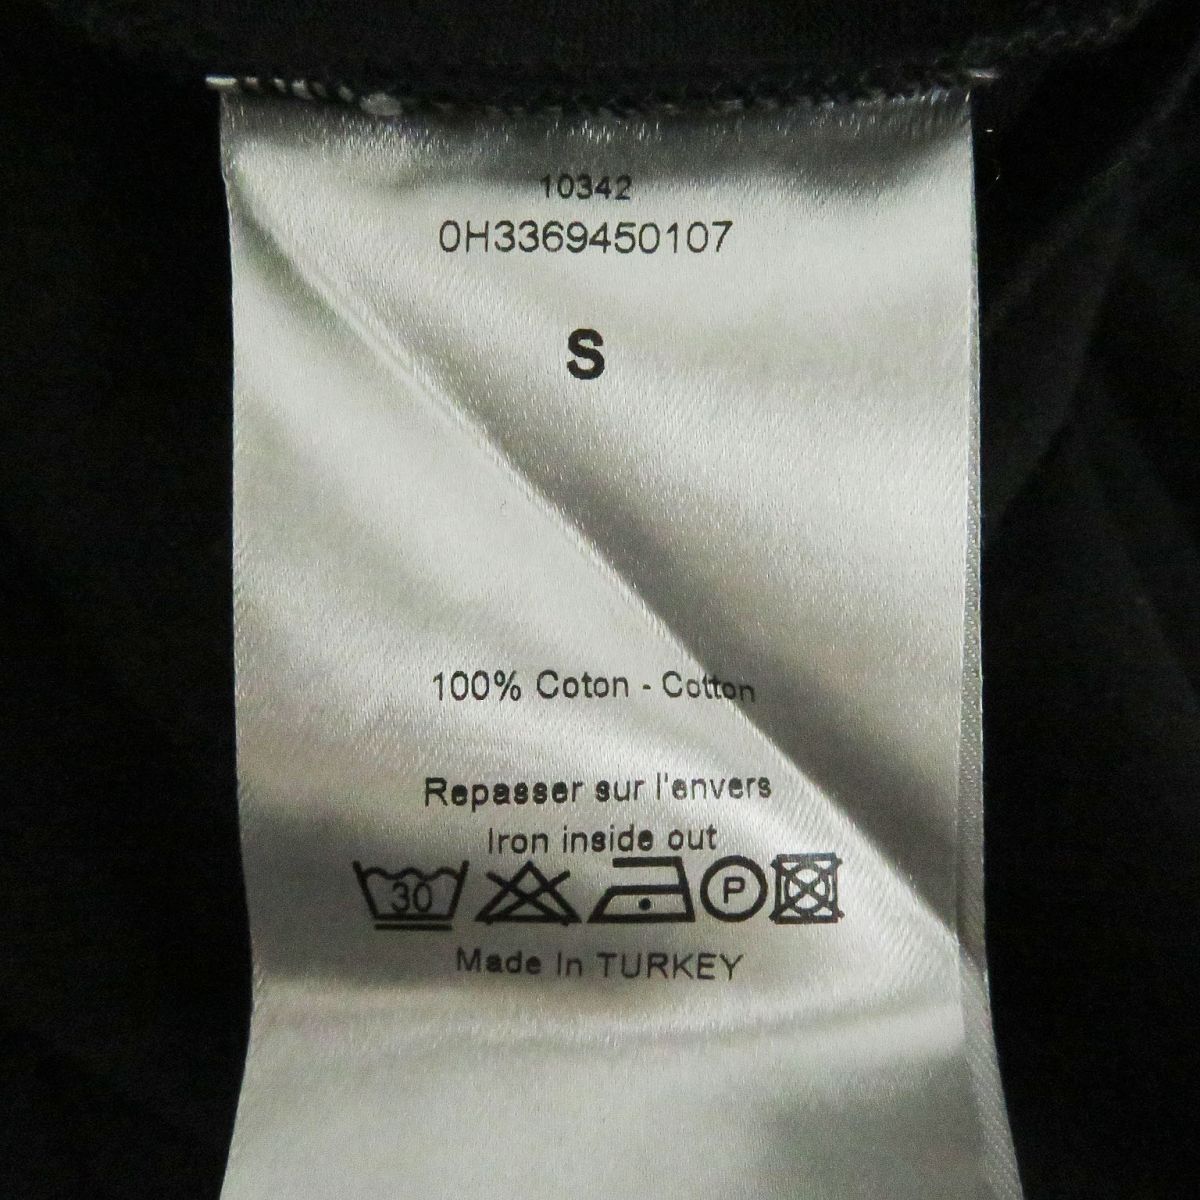 10342
0H3369450107
S
100% Coton - Cotton
Repasser sur l'envers
Iron inside out
30 P
Made In TURKEY